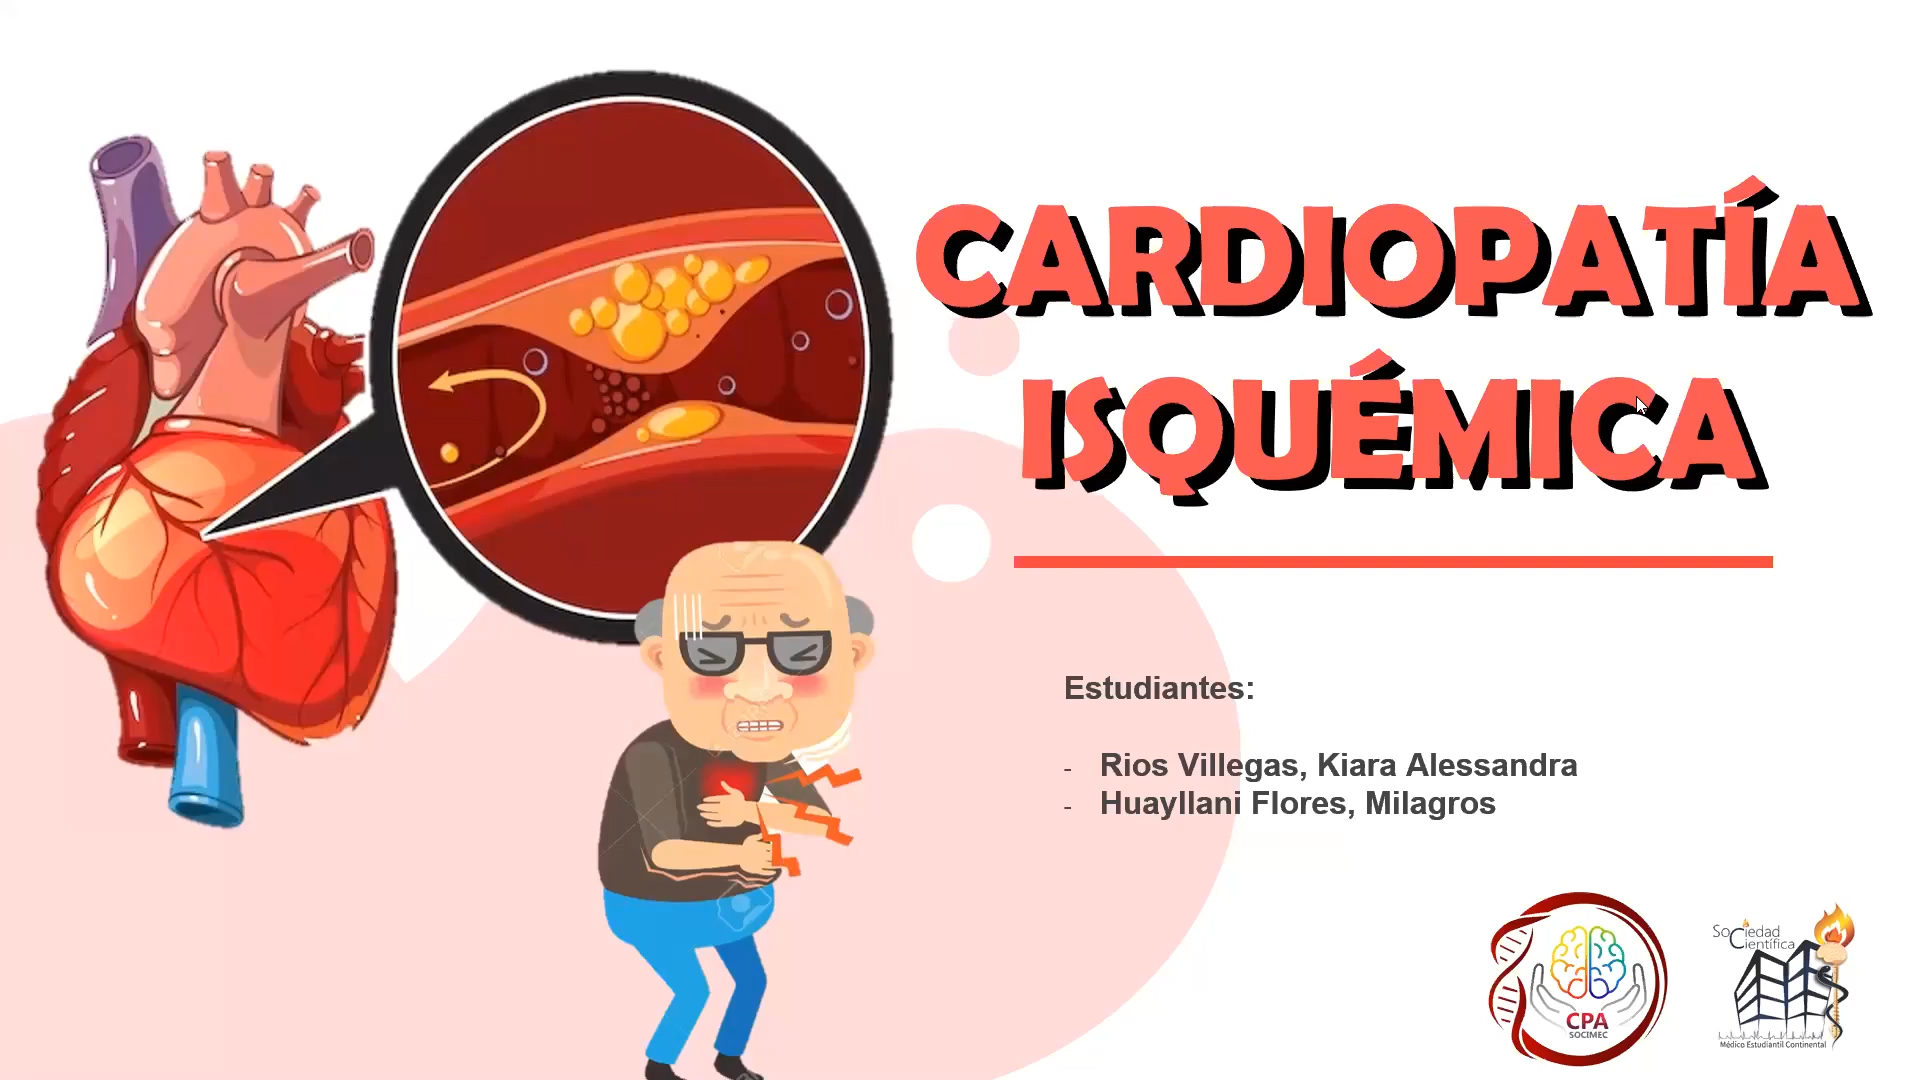 CARDIOPATÍA
ISQUÉMICA
Estudiantes:
- Rios Villegas, Kiara Alessandra
- Huayllani Flores, Milagros
CPA
SOCIMEC
Sociedad
Científica
Médico Estudiantil Continental